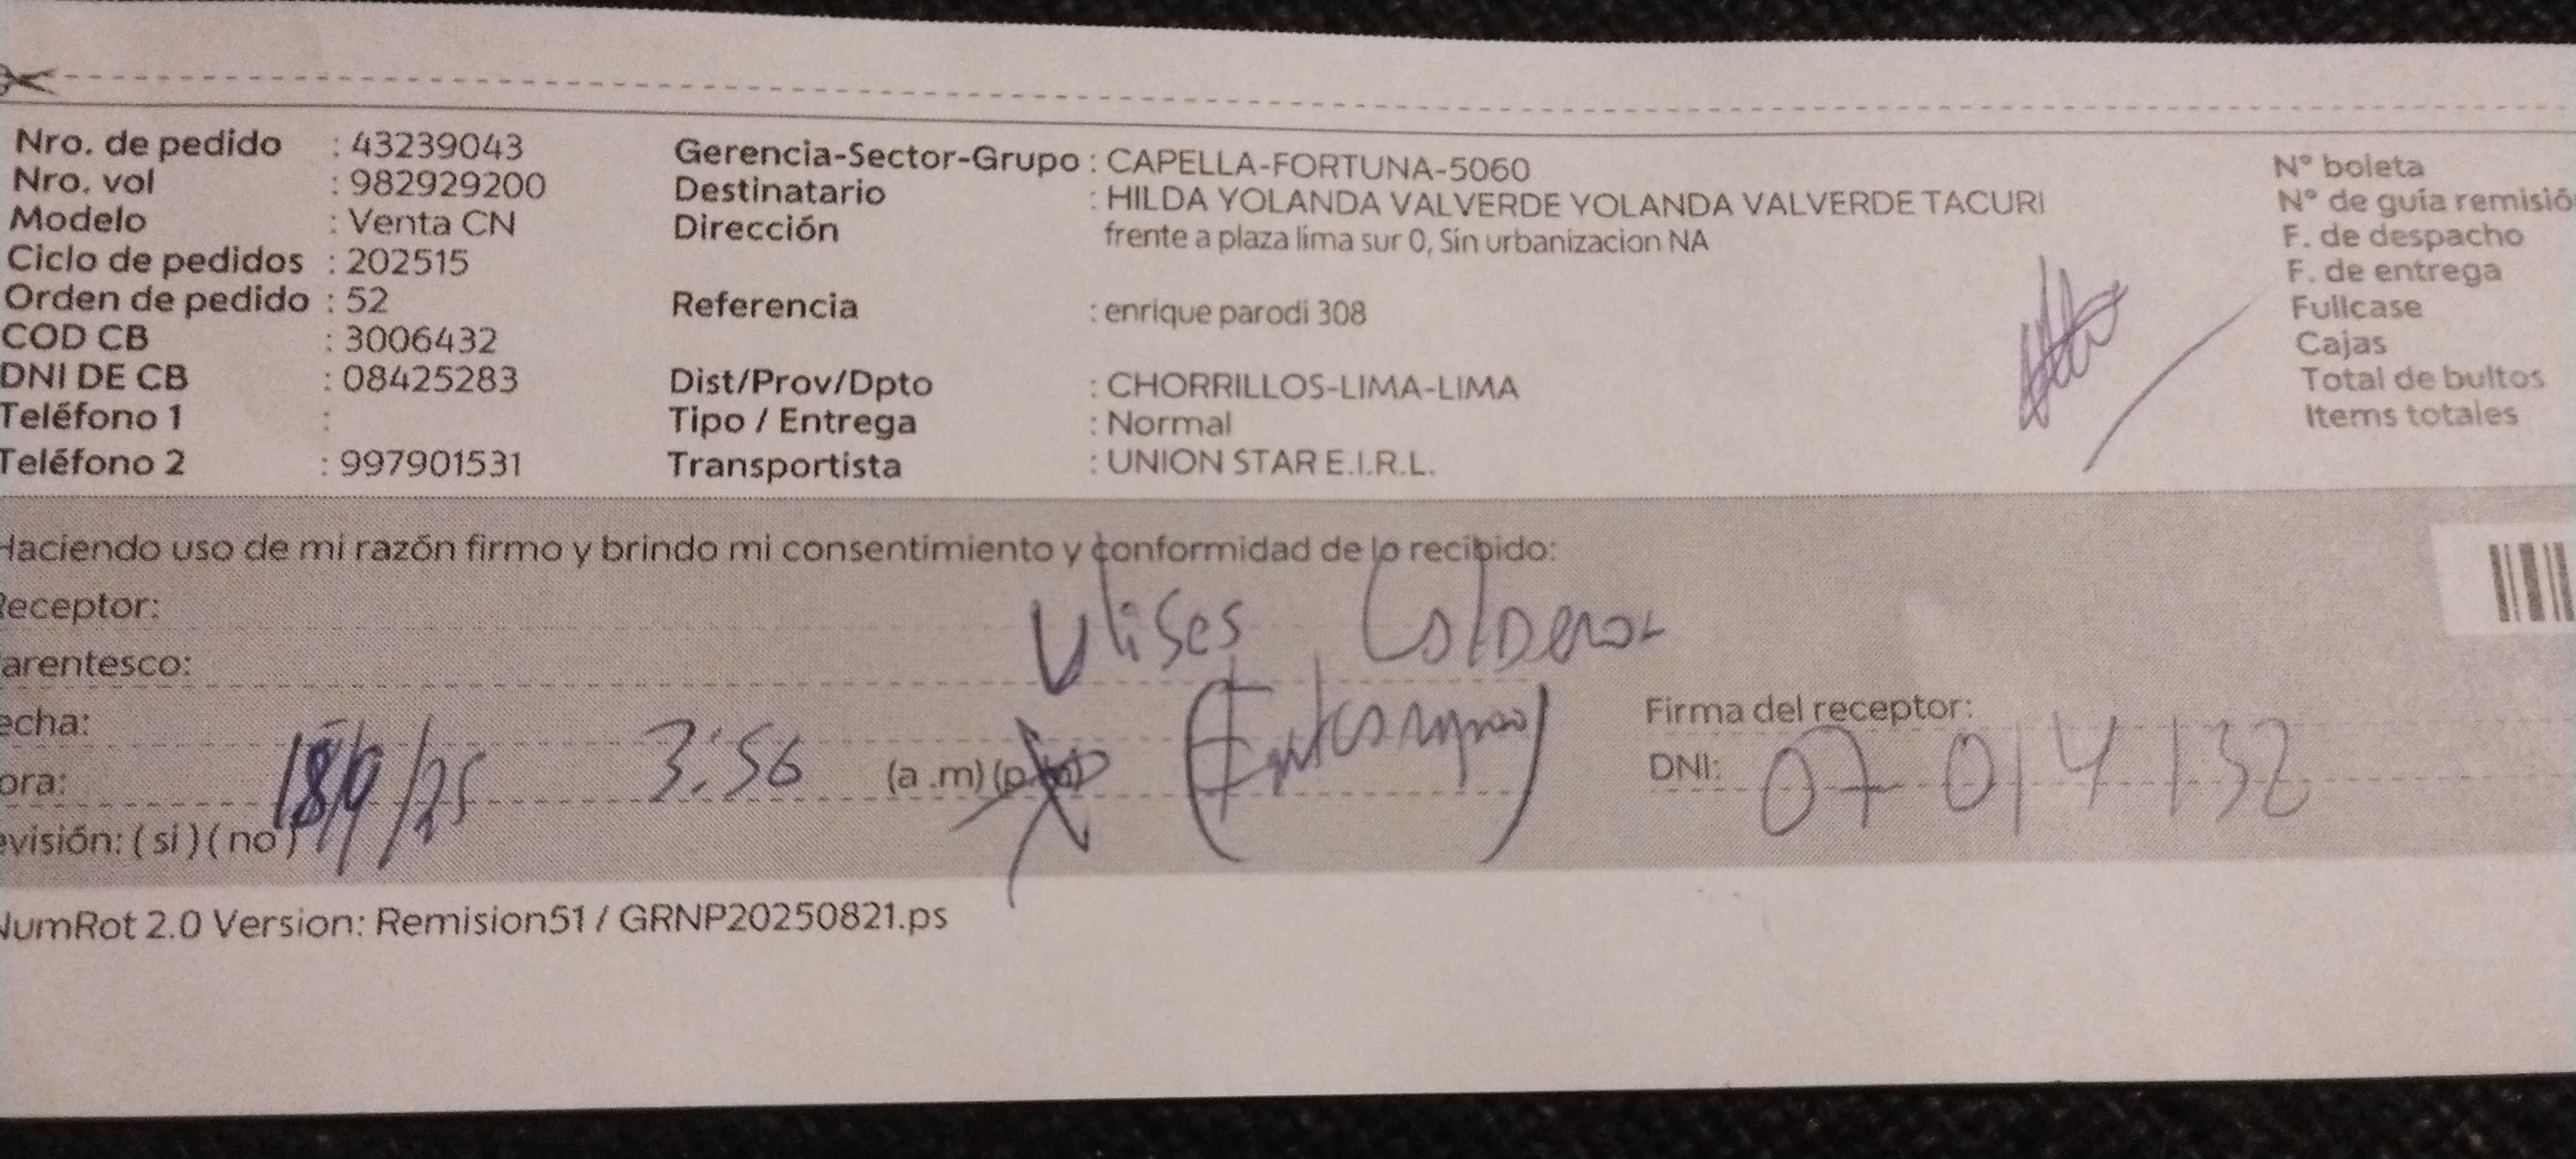 Nro. de pedido : 43239043
Nro. vol : 982929200
Modelo : Venta CN
Ciclo de pedidos : 202515
Orden de pedido : 52
COD CB : 3006432
DNI DE CB : 08425283
Teléfono 1 :
Teléfono 2 : 997901531
Gerencia-Sector-Grupo : CAPELLA-FORTUNA-5060
Destinatario : HILDA YOLANDA VALVERDE YOLANDA VALVERDE TACURI
Dirección frente a plaza lima sur 0, Sin urbanizacion NA
Referencia : enrique parodi 308
Dist/Prov/Dpto : CHORRILLOS-LIMA-LIMA
Tipo / Entrega : Normal
Transportista : UNION STAR E.I.R.L.
N° boleta
N° de guía remisió
F. de despacho
F. de entrega
Fullcase
Cajas
Total de bultos
Items totales
Haciendo uso de mi razón firmo y brindo mi consentimiento y conformidad de lo recibido:
Receptor: Ulises
arentesco:
echa: 18/9/25
ora: 3:56 (a .m) (p.m)
evisión: ( si ) ( no )
Firma del receptor:
DNI: 07014132
NumRot 2.0 Version: Remision51 / GRNP20250821.ps